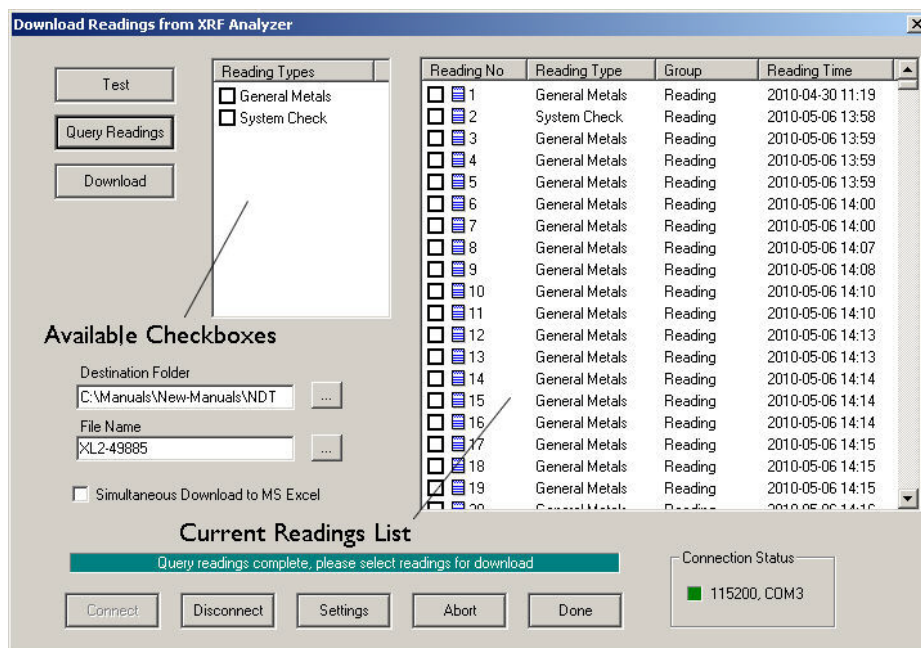 Download Readings from XRF Analyzer
Test
Query Readings
Download
Reading Types
General Metals
System Check
Available Checkboxes
Destination Folder
C:\Manuals\New-Manuals\NDT
...
File Name
XL2-49885
...
Simultaneous Download to MS Excel
Reading No Reading Type Group Reading Time
1 General Metals Reading 2010-04-30 11:19
2 System Check Reading 2010-05-06 13:58
3 General Metals Reading 2010-05-06 13:59
4 General Metals Reading 2010-05-06 13:59
5 General Metals Reading 2010-05-06 13:59
6 General Metals Reading 2010-05-06 14:00
7 General Metals Reading 2010-05-06 14:00
8 General Metals Reading 2010-05-06 14:07
9 General Metals Reading 2010-05-06 14:08
10 General Metals Reading 2010-05-06 14:10
11 General Metals Reading 2010-05-06 14:10
12 General Metals Reading 2010-05-06 14:13
13 General Metals Reading 2010-05-06 14:13
14 General Metals Reading 2010-05-06 14:14
15 General Metals Reading 2010-05-06 14:14
16 General Metals Reading 2010-05-06 14:14
17 General Metals Reading 2010-05-06 14:15
18 General Metals Reading 2010-05-06 14:15
19 General Metals Reading 2010-05-06 14:15
Current Readings List
Query readings complete, please select readings for download
Connect
Disconnect
Settings
Abort
Done
Connection Status
115200, COM3